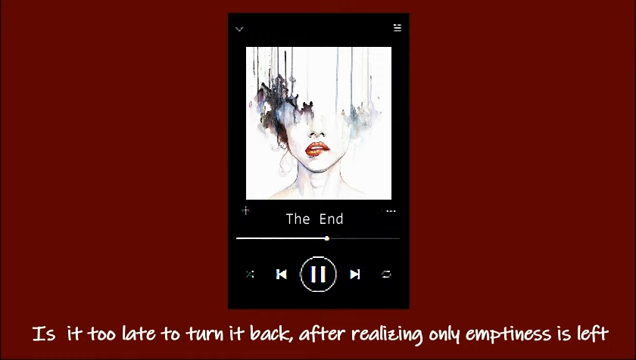 The End
Is it too late to turn it back, after realizing only emptiness is left